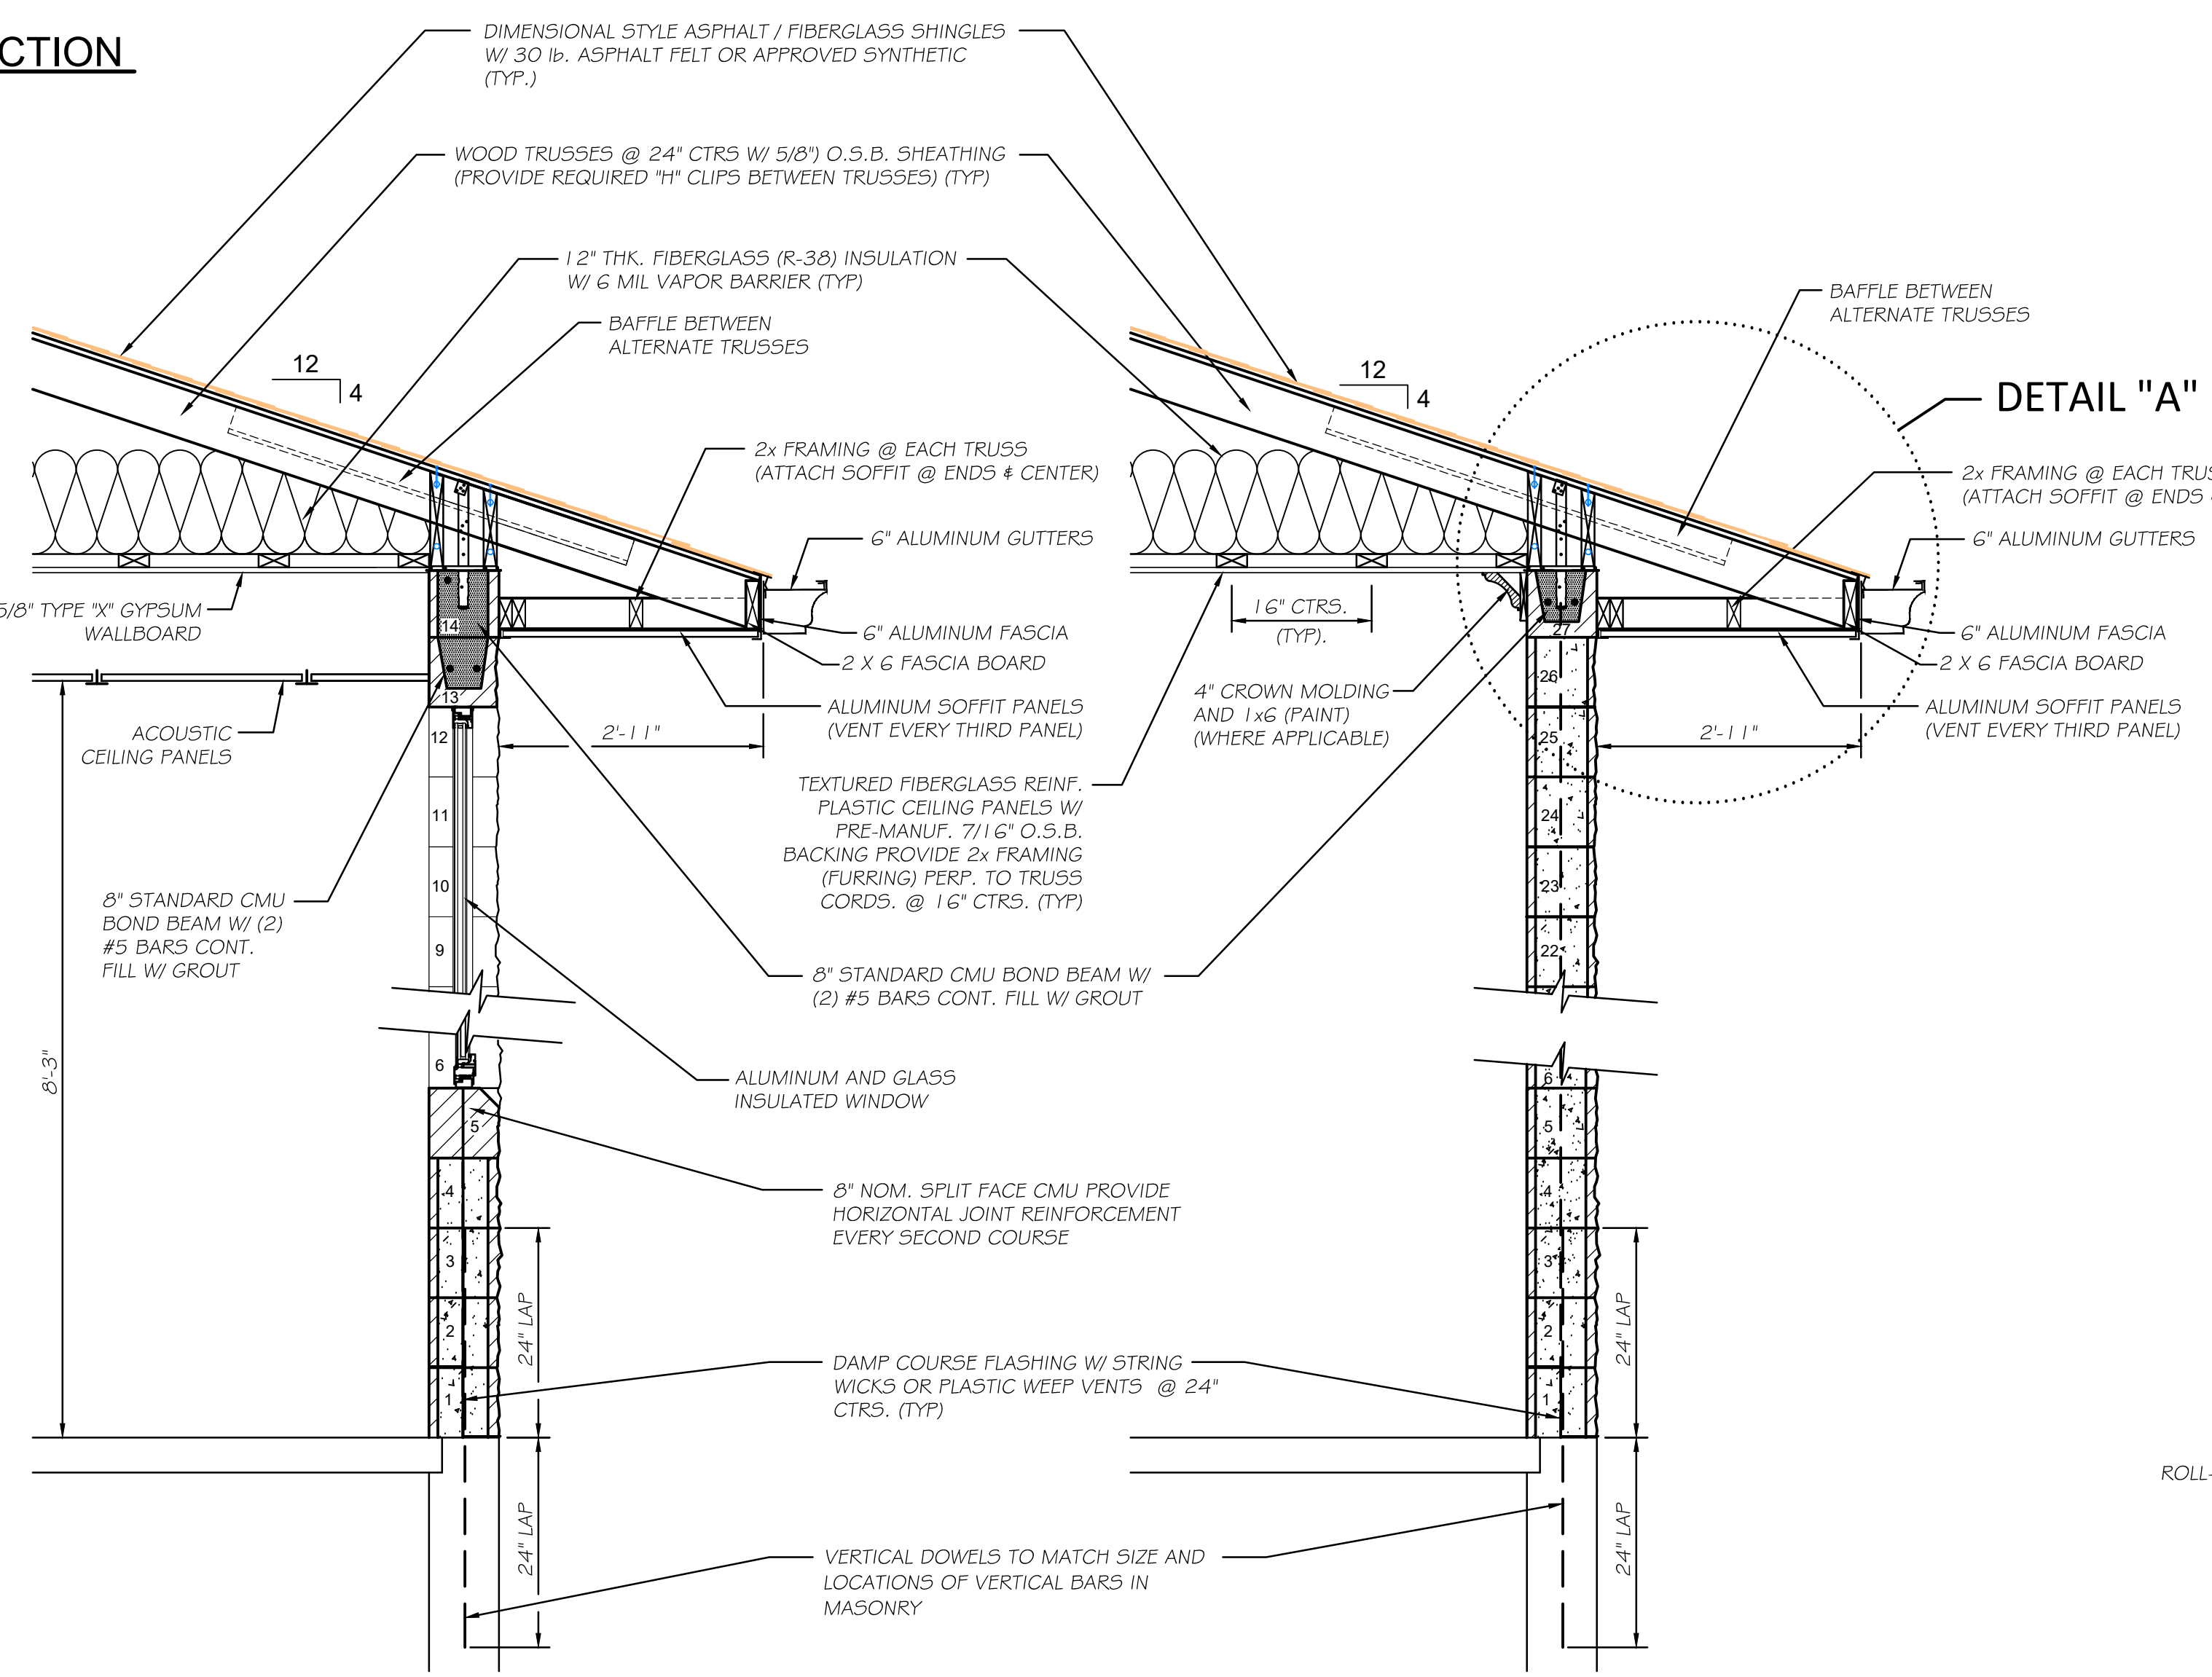 CTION
DIMENSIONAL STYLE ASPHALT / FIBERGLASS SHINGLES
W/ 30 lb. ASPHALT FELT OR APPROVED SYNTHETIC
(TYP.)
WOOD TRUSSES @ 24" CTRS W/ 5/8") O.S.B. SHEATHING
(PROVIDE REQUIRED "H" CLIPS BETWEEN TRUSSES) (TYP)
12" THK. FIBERGLASS (R-38) INSULATION
W/ 6 MIL VAPOR BARRIER (TYP)
BAFFLE BETWEEN
ALTERNATE TRUSSES
12
4
2x FRAMING @ EACH TRUSS
(ATTACH SOFFIT @ ENDS & CENTER)
6" ALUMINUM GUTTERS
6" ALUMINUM FASCIA
2 X 6 FASCIA BOARD
ALUMINUM SOFFIT PANELS
(VENT EVERY THIRD PANEL)
2'-11"
5/8" TYPE "X" GYPSUM
WALLBOARD
ACOUSTIC
CEILING PANELS
8" STANDARD CMU
BOND BEAM W/ (2)
#5 BARS CONT.
FILL W/ GROUT
8'-3"
14
13
12
11
10
9
6
5
4
3
2
1
24" LAP
24" LAP
TEXTURED FIBERGLASS REINF.
PLASTIC CEILING PANELS W/
PRE-MANUF. 7/16" O.S.B.
BACKING PROVIDE 2x FRAMING
(FURRING) PERP. TO TRUSS
CORDS. @ 16" CTRS. (TYP)
8" STANDARD CMU BOND BEAM W/
(2) #5 BARS CONT. FILL W/ GROUT
ALUMINUM AND GLASS
INSULATED WINDOW
8" NOM. SPLIT FACE CMU PROVIDE
HORIZONTAL JOINT REINFORCEMENT
EVERY SECOND COURSE
DAMP COURSE FLASHING W/ STRING
WICKS OR PLASTIC WEEP VENTS @ 24"
CTRS. (TYP)
VERTICAL DOWELS TO MATCH SIZE AND
LOCATIONS OF VERTICAL BARS IN
MASONRY
BAFFLE BETWEEN
ALTERNATE TRUSSES
DETAIL "A"
12
4
2x FRAMING @ EACH TRUS
(ATTACH SOFFIT @ ENDS
6" ALUMINUM GUTTERS
6" ALUMINUM FASCIA
2 X 6 FASCIA BOARD
ALUMINUM SOFFIT PANELS
(VENT EVERY THIRD PANEL)
2'-11"
16" CTRS.
(TYP).
4" CROWN MOLDING
AND 1x6 (PAINT)
(WHERE APPLICABLE)
27
26
25
24
23
22
6
5
4
3
2
1
24" LAP
24" LAP
ROLL-